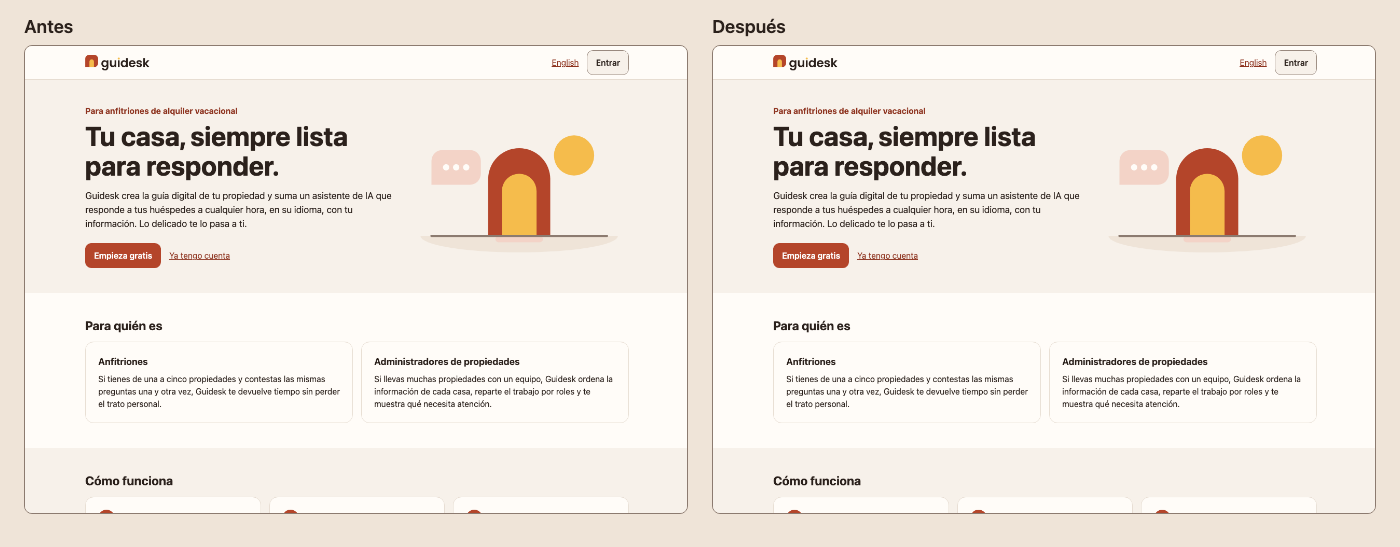 Antes
guidesk
English
Entrar
Para anfitriones de alquiler vacacional
Tu casa, siempre lista
para responder.
Guidesk crea la guía digital de tu propiedad y suma un asistente de IA que
responde a tus huéspedes a cualquier hora, en su idioma, con tu
información. Lo delicado te lo pasa a ti.
Empieza gratis
Ya tengo cuenta
Para quién es
Anfitriones
Si tienes de una a cinco propiedades y contestas las mismas
preguntas una y otra vez, Guidesk te devuelve tiempo sin perder
el trato personal.
Administradores de propiedades
Si llevas muchas propiedades con un equipo, Guidesk ordena la
información de cada casa, reparte el trabajo por roles y te
muestra qué necesita atención.
Cómo funciona
Después
guidesk
English
Entrar
Para anfitriones de alquiler vacacional
Tu casa, siempre lista
para responder.
Guidesk crea la guía digital de tu propiedad y suma un asistente de IA que
responde a tus huéspedes a cualquier hora, en su idioma, con tu
información. Lo delicado te lo pasa a ti.
Empieza gratis
Ya tengo cuenta
Para quién es
Anfitriones
Si tienes de una a cinco propiedades y contestas las mismas
preguntas una y otra vez, Guidesk te devuelve tiempo sin perder
el trato personal.
Administradores de propiedades
Si llevas muchas propiedades con un equipo, Guidesk ordena la
información de cada casa, reparte el trabajo por roles y te
muestra qué necesita atención.
Cómo funciona